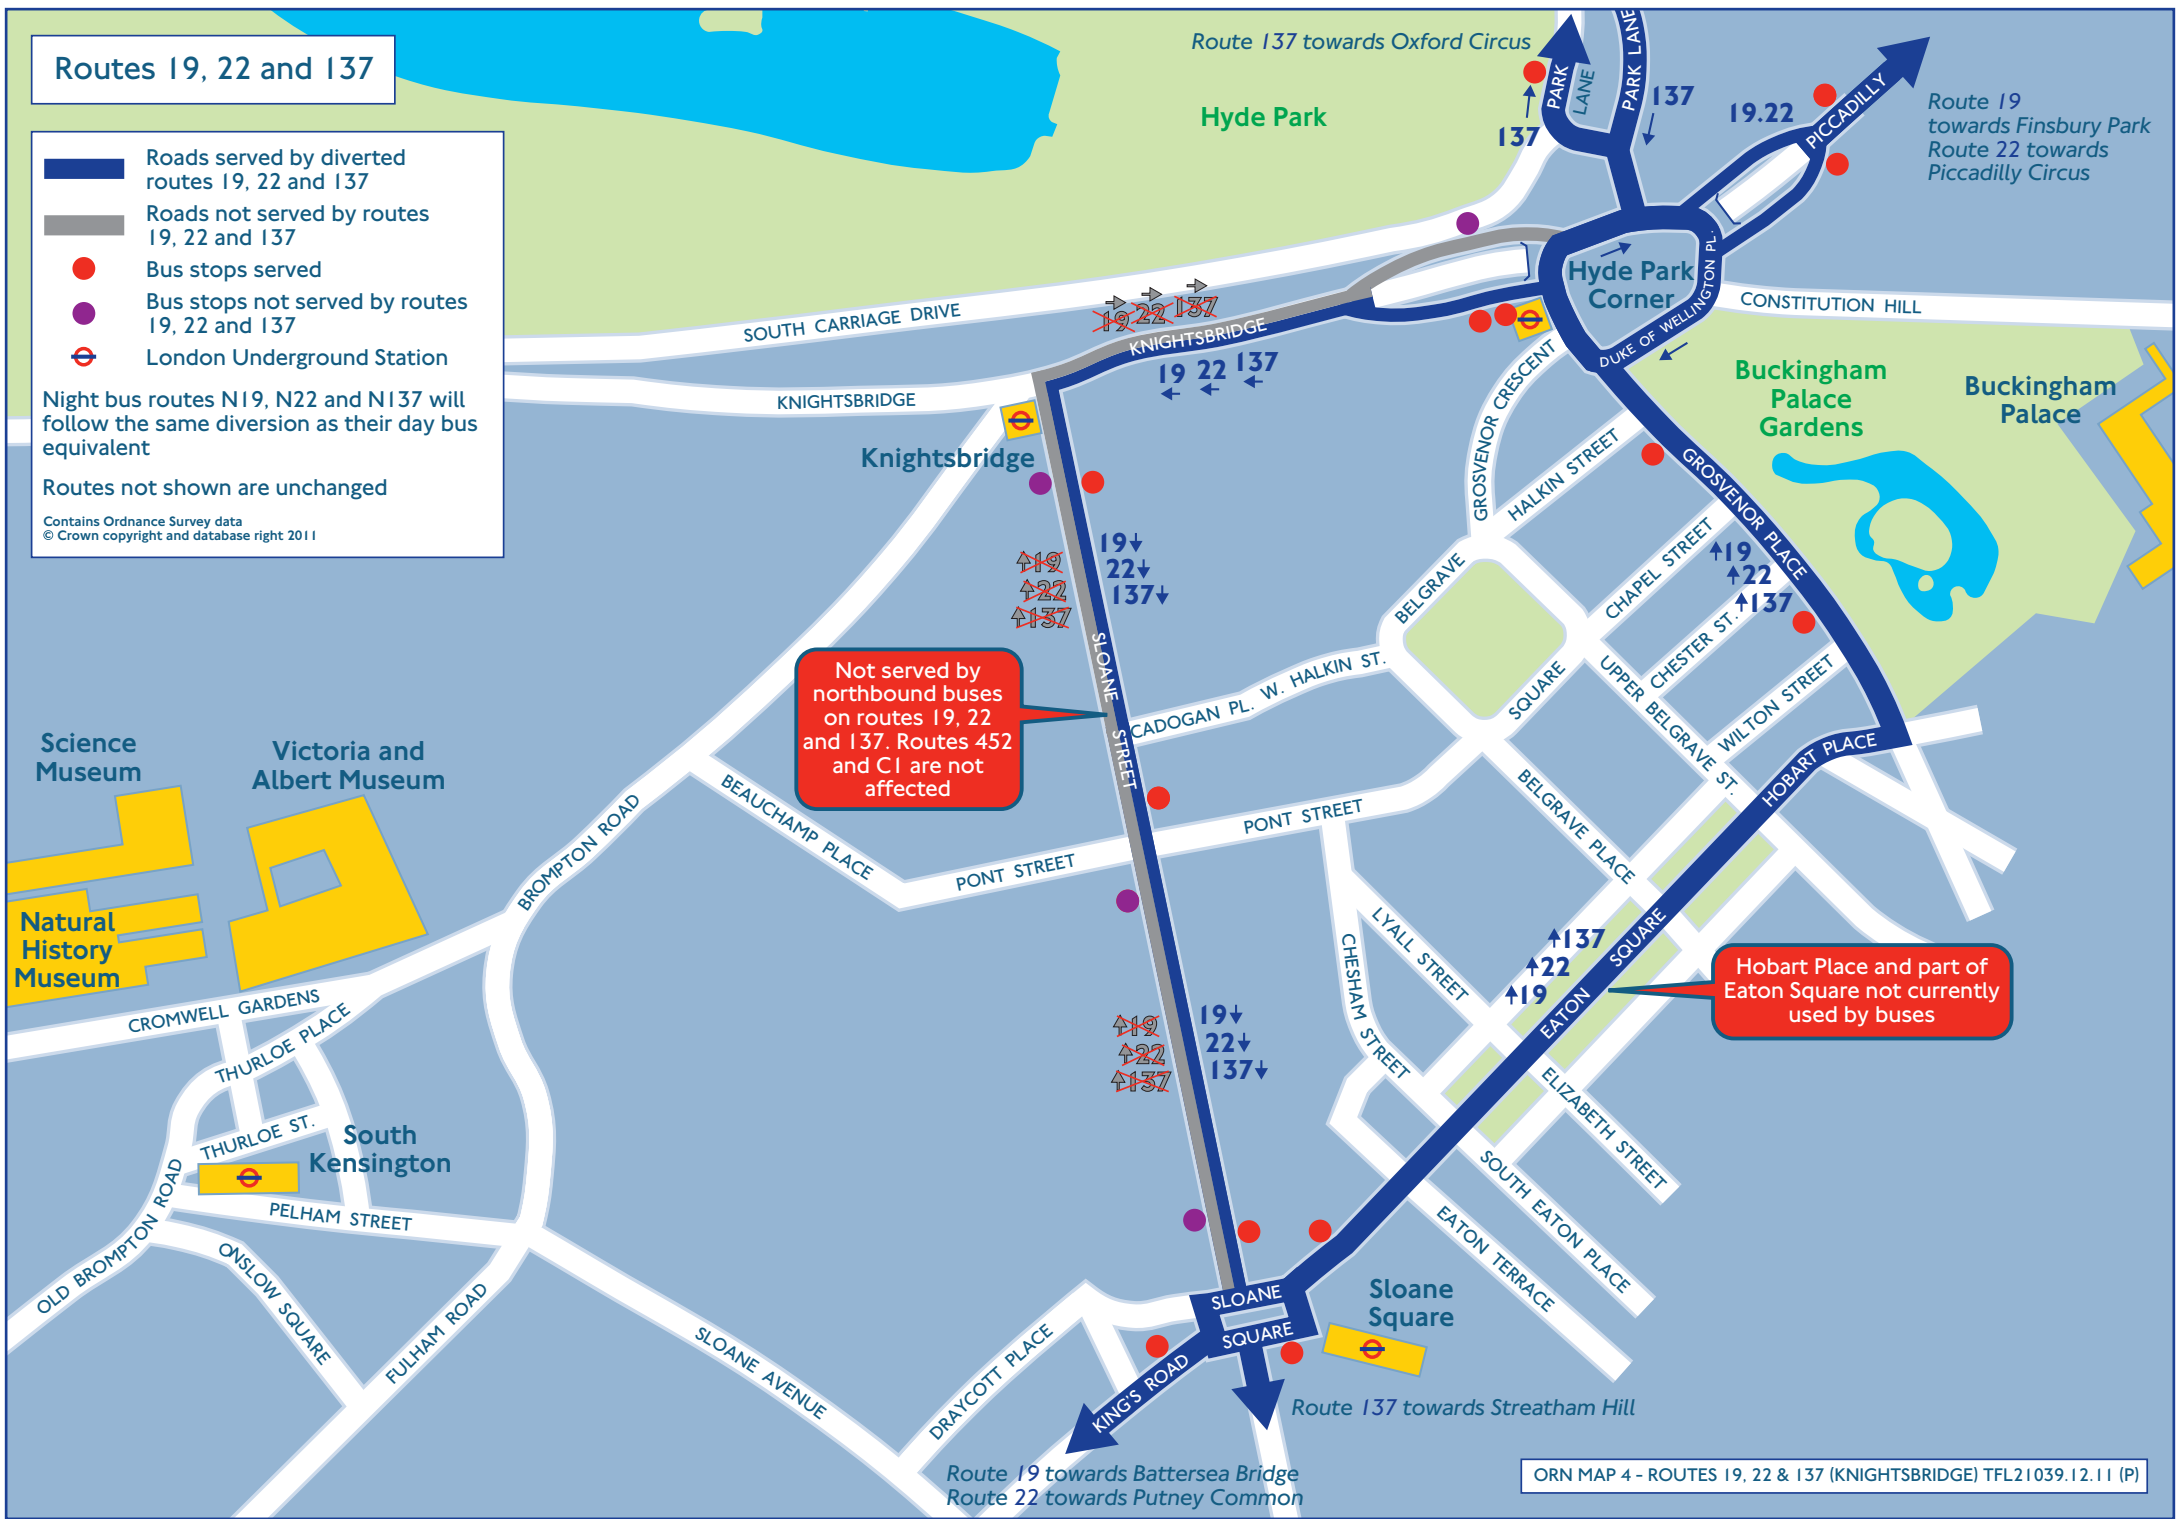 Routes 19, 22 and 137
Roads served by diverted
routes 19, 22 and 137
Roads not served by routes
19, 22 and 137
Bus stops served
Bus stops not served by routes
19, 22 and 137
London Underground Station
Night bus routes N19, N22 and N137 will
follow the same diversion as their day bus
equivalent
Routes not shown are unchanged
Contains Ordnance Survey data
© Crown copyright and database right 2011
Route 137 towards Oxford Circus
Hyde Park
PARK
LANE
PARK LANE
137
137
19.22
PICCADILLY
Route 19
towards Finsbury Park
Route 22 towards
Piccadilly Circus
Hyde Park
Corner
DUKE OF WELLINGTON PL.
CONSTITUTION HILL
SOUTH CARRIAGE DRIVE
19 22 137
KNIGHTSBRIDGE
19 22 137
KNIGHTSBRIDGE
Knightsbridge
GROSVENOR CRESCENT
HALKIN STREET
Buckingham
Palace
Gardens
Buckingham
Palace
GROSVENOR PLACE
19
22
137
19
22
137
19
22
137
SLOANE STREET
BELGRAVE
SQUARE
CHAPEL STREET
CHESTER ST.
UPPER BELGRAVE ST.
WILTON STREET
CADOGAN PL.
W. HALKIN ST.
Not served by
northbound buses
on routes 19, 22
and 137. Routes 452
and C1 are not
affected
HOBART PLACE
Science
Museum
Victoria and
Albert Museum
Natural
History
Museum
BROMPTON ROAD
BEAUCHAMP PLACE
PONT STREET
PONT STREET
BELGRAVE PLACE
LYALL STREET
CHESHAM STREET
137
22
19
EATON SQUARE
Hobart Place and part of
Eaton Square not currently
used by buses
CROMWELL GARDENS
THURLOE PLACE
THURLOE ST.
South
Kensington
19
22
137
19
22
137
ELIZABETH STREET
SOUTH EATON PLACE
EATON TERRACE
OLD BROMPTON ROAD
PELHAM STREET
ONSLOW SQUARE
FULHAM ROAD
SLOANE AVENUE
DRAYCOTT PLACE
SLOANE
SQUARE
Sloane
Square
KING'S ROAD
Route 137 towards Streatham Hill
Route 19 towards Battersea Bridge
Route 22 towards Putney Common
ORN MAP 4 - ROUTES 19, 22 & 137 (KNIGHTSBRIDGE) TFL21039.12.11 (P)